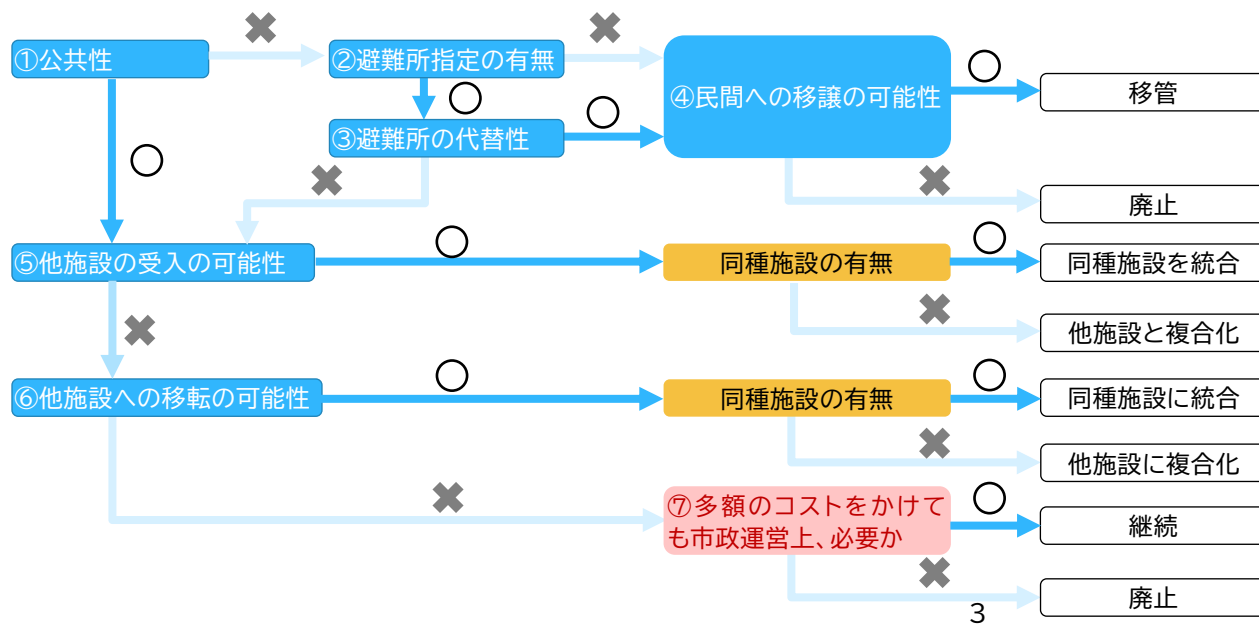 ①公共性
②避難所指定の有無
③避難所の代替性
④民間への移譲の可能性
移管
廃止
⑤他施設の受入の可能性
同種施設の有無
同種施設を統合
他施設と複合化
⑥他施設への移転の可能性
同種施設の有無
同種施設に統合
他施設に複合化
⑦多額のコストをかけて
も市政運営上、必要か
継続
廃止
3